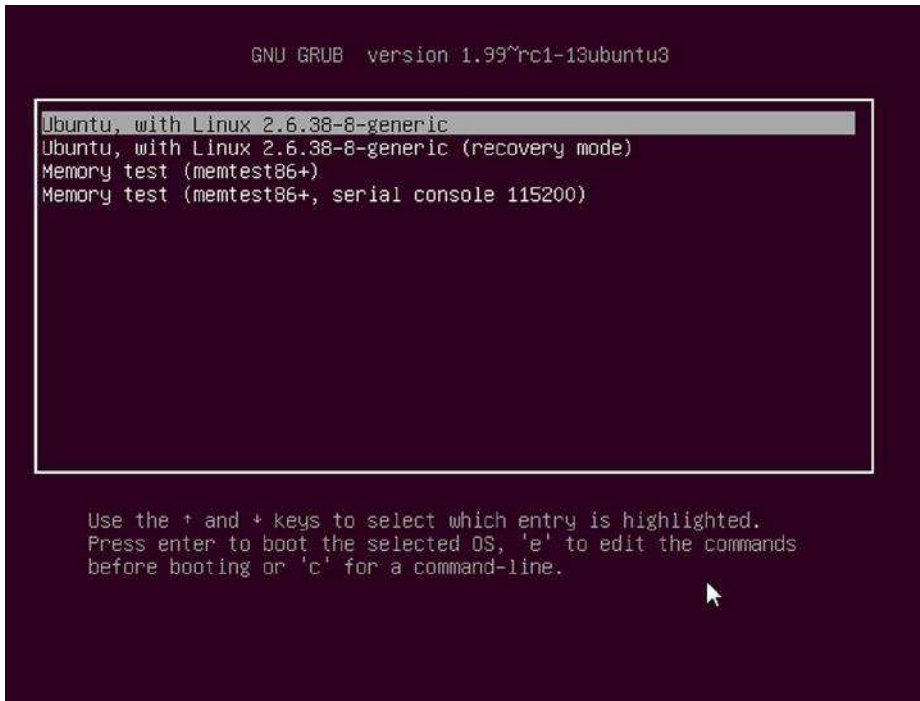 GNU GRUB version 1.99~rc1-13ubuntu3
Ubuntu, with Linux 2.6.38-8-generic
Ubuntu, with Linux 2.6.38-8-generic (recovery mode)
Memory test (memtest86+)
Memory test (memtest86+, serial console 115200)
Use the ↑ and ↓ keys to select which entry is highlighted.
Press enter to boot the selected OS, 'e' to edit the commands
before booting or 'c' for a command-line.